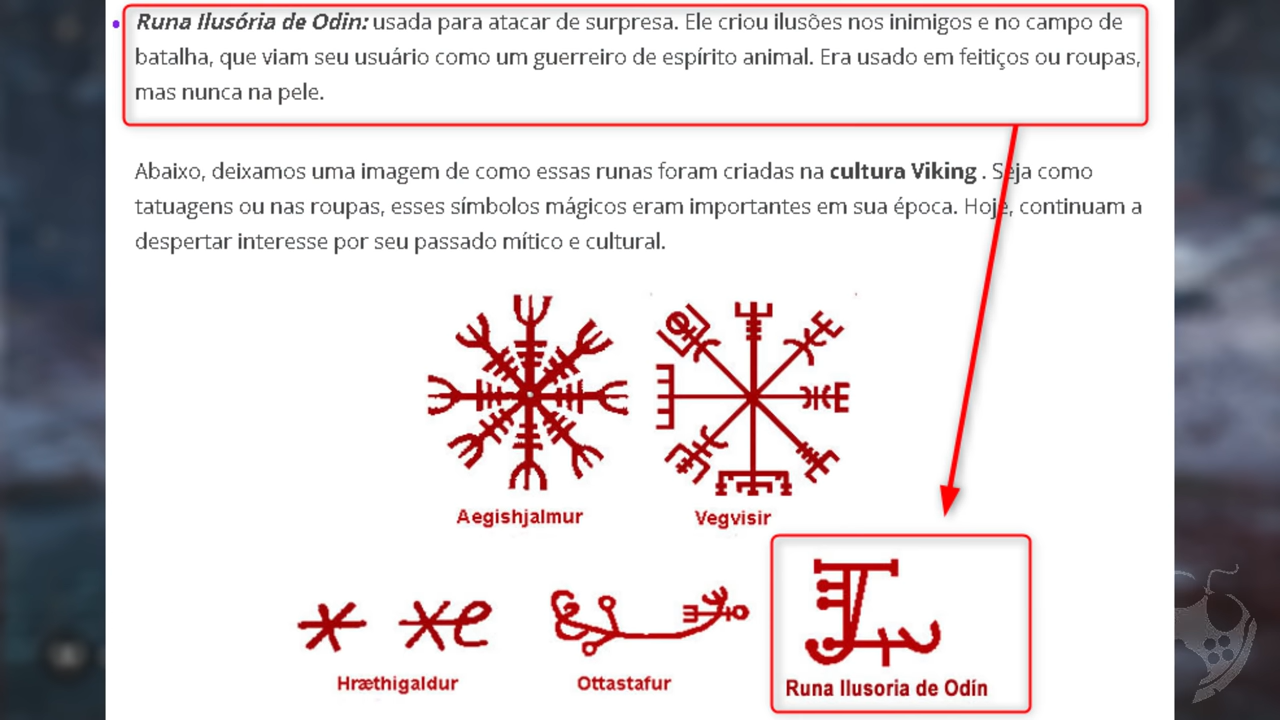 Runa Ilusória de Odin: usada para atacar de surpresa. Ele criou ilusões nos inimigos e no campo de
batalha, que viam seu usuário como um guerreiro de espírito animal. Era usado em feitiços ou roupas,
mas nunca na pele.
Abaixo, deixamos uma imagem de como essas runas foram criadas na cultura Viking . Seja como
tatuagens ou nas roupas, esses símbolos mágicos eram importantes em sua época. Hoje, continuam a
despertar interesse por seu passado mítico e cultural.
Aegishjalmur
Vegvisir
Hræthigaldur
Ottastafur
Runa Ilusoria de Odín